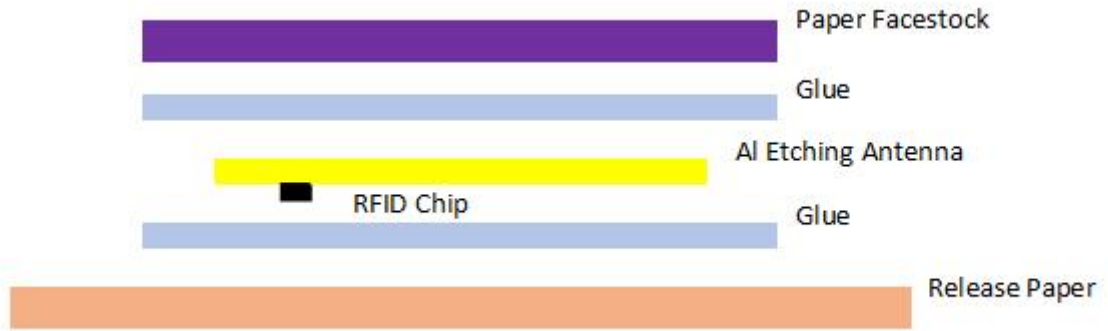 Paper Facestock
Glue
Al Etching Antenna
RFID Chip
Glue
Release Paper